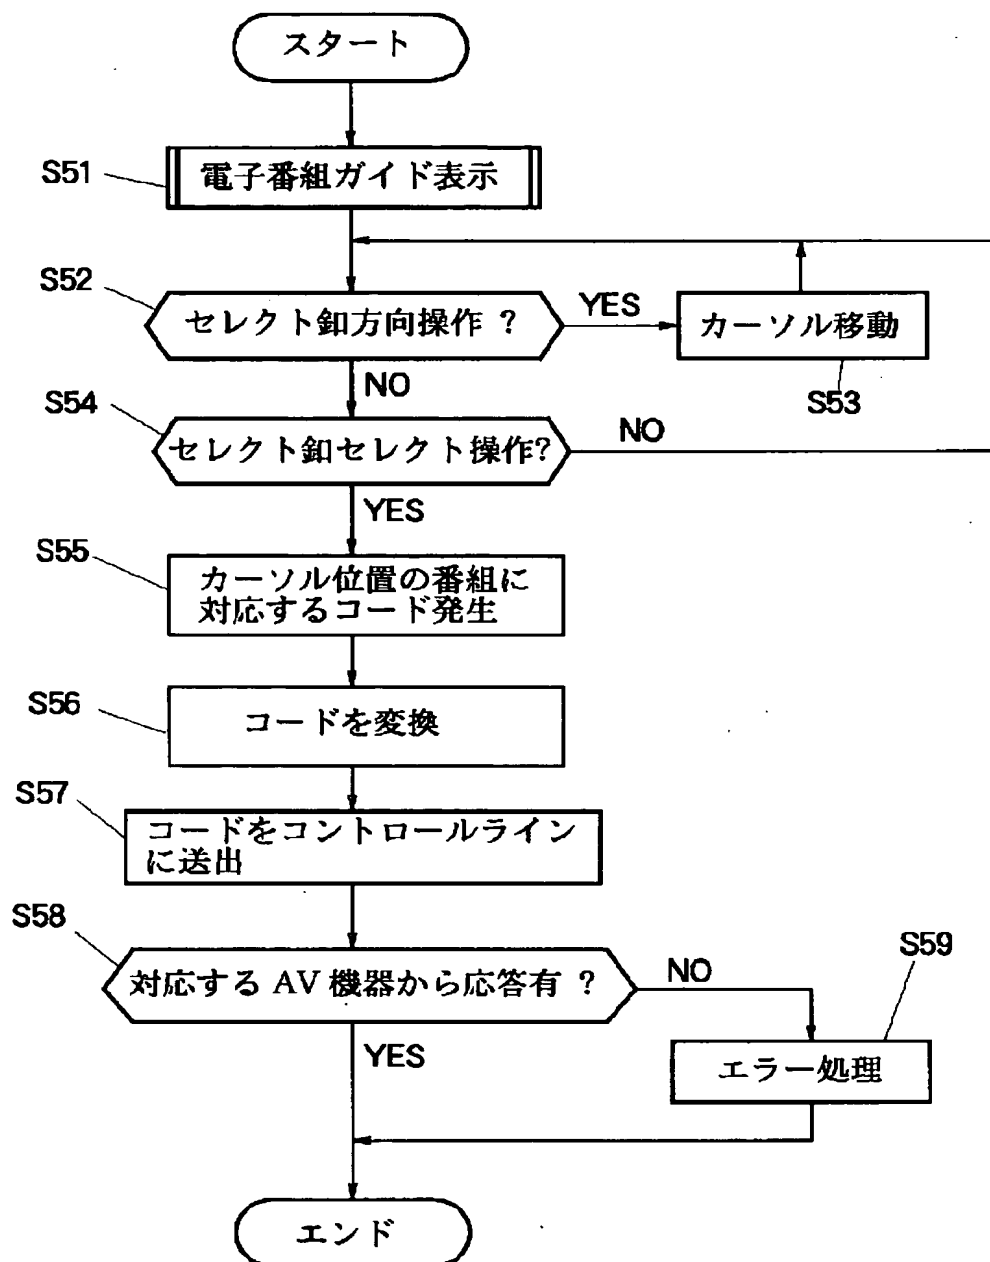 スタート
S51
電子番組ガイド表示
S52
セレクト釦方向操作 ?
YES
カーソル移動
S53
NO
S54
セレクト釦セレクト操作?
NO
YES
S55
カーソル位置の番組に
対応するコード発生
S56
コードを変換
S57
コードをコントロールライン
に送出
S58
対応する AV 機器から応答有 ?
NO
S59
YES
エラー処理
エンド